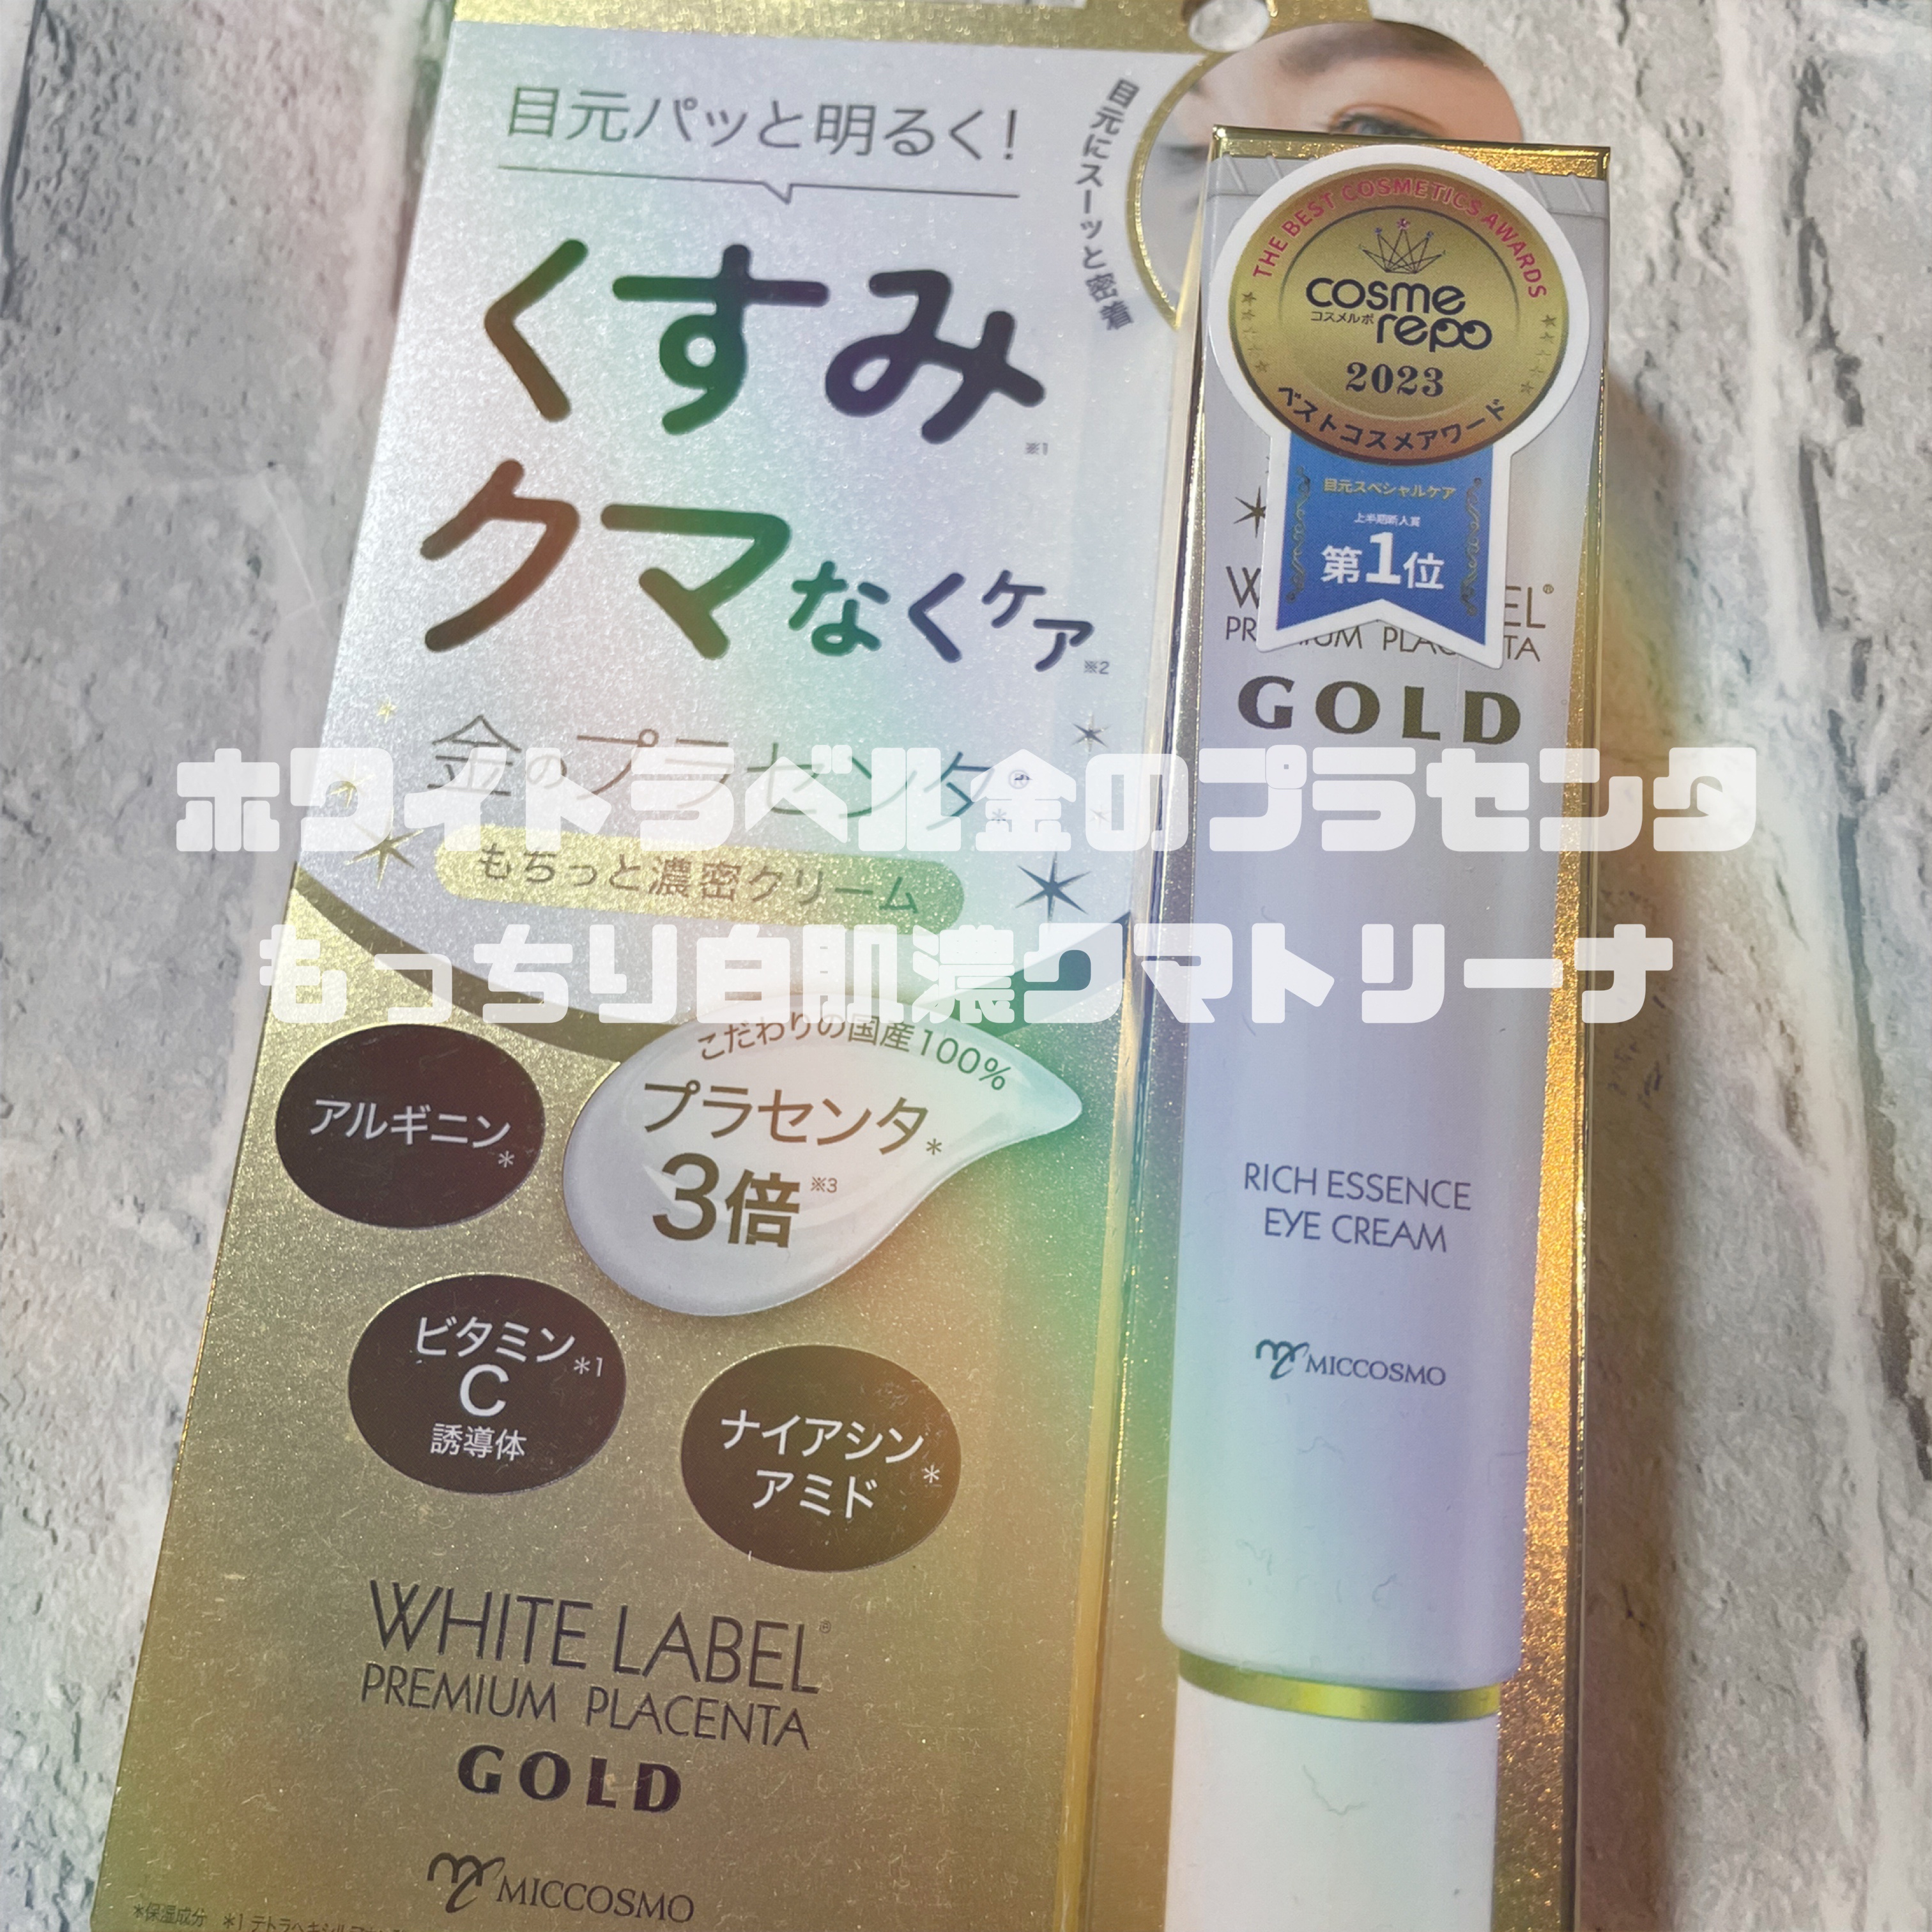 目元パッと明るく!
目元にスーッと密着
くすみ※1
クマなくケア※2
金のプラセンタ®*
もちっと濃密クリーム
ホワイトラベル金のプラセンタ
もっちり白肌濃クマトリーナ
こだわりの国産100%
プラセンタ*
3倍※3
アルギニン*
ビタミン*1
C
誘導体
ナイアシン
アミド*
WHITE LABEL®
PREMIUM PLACENTA
GOLD
MICCOSMO
*保湿成分 *1
THE BEST COSMETICS AWARDS
cosme
コスメルポ
repo
2023
ベストコスメアワード
目元スペシャルケア
上半期新人賞
第1位
GOLD
RICH ESSENCE
EYE CREAM
MICCOSMO